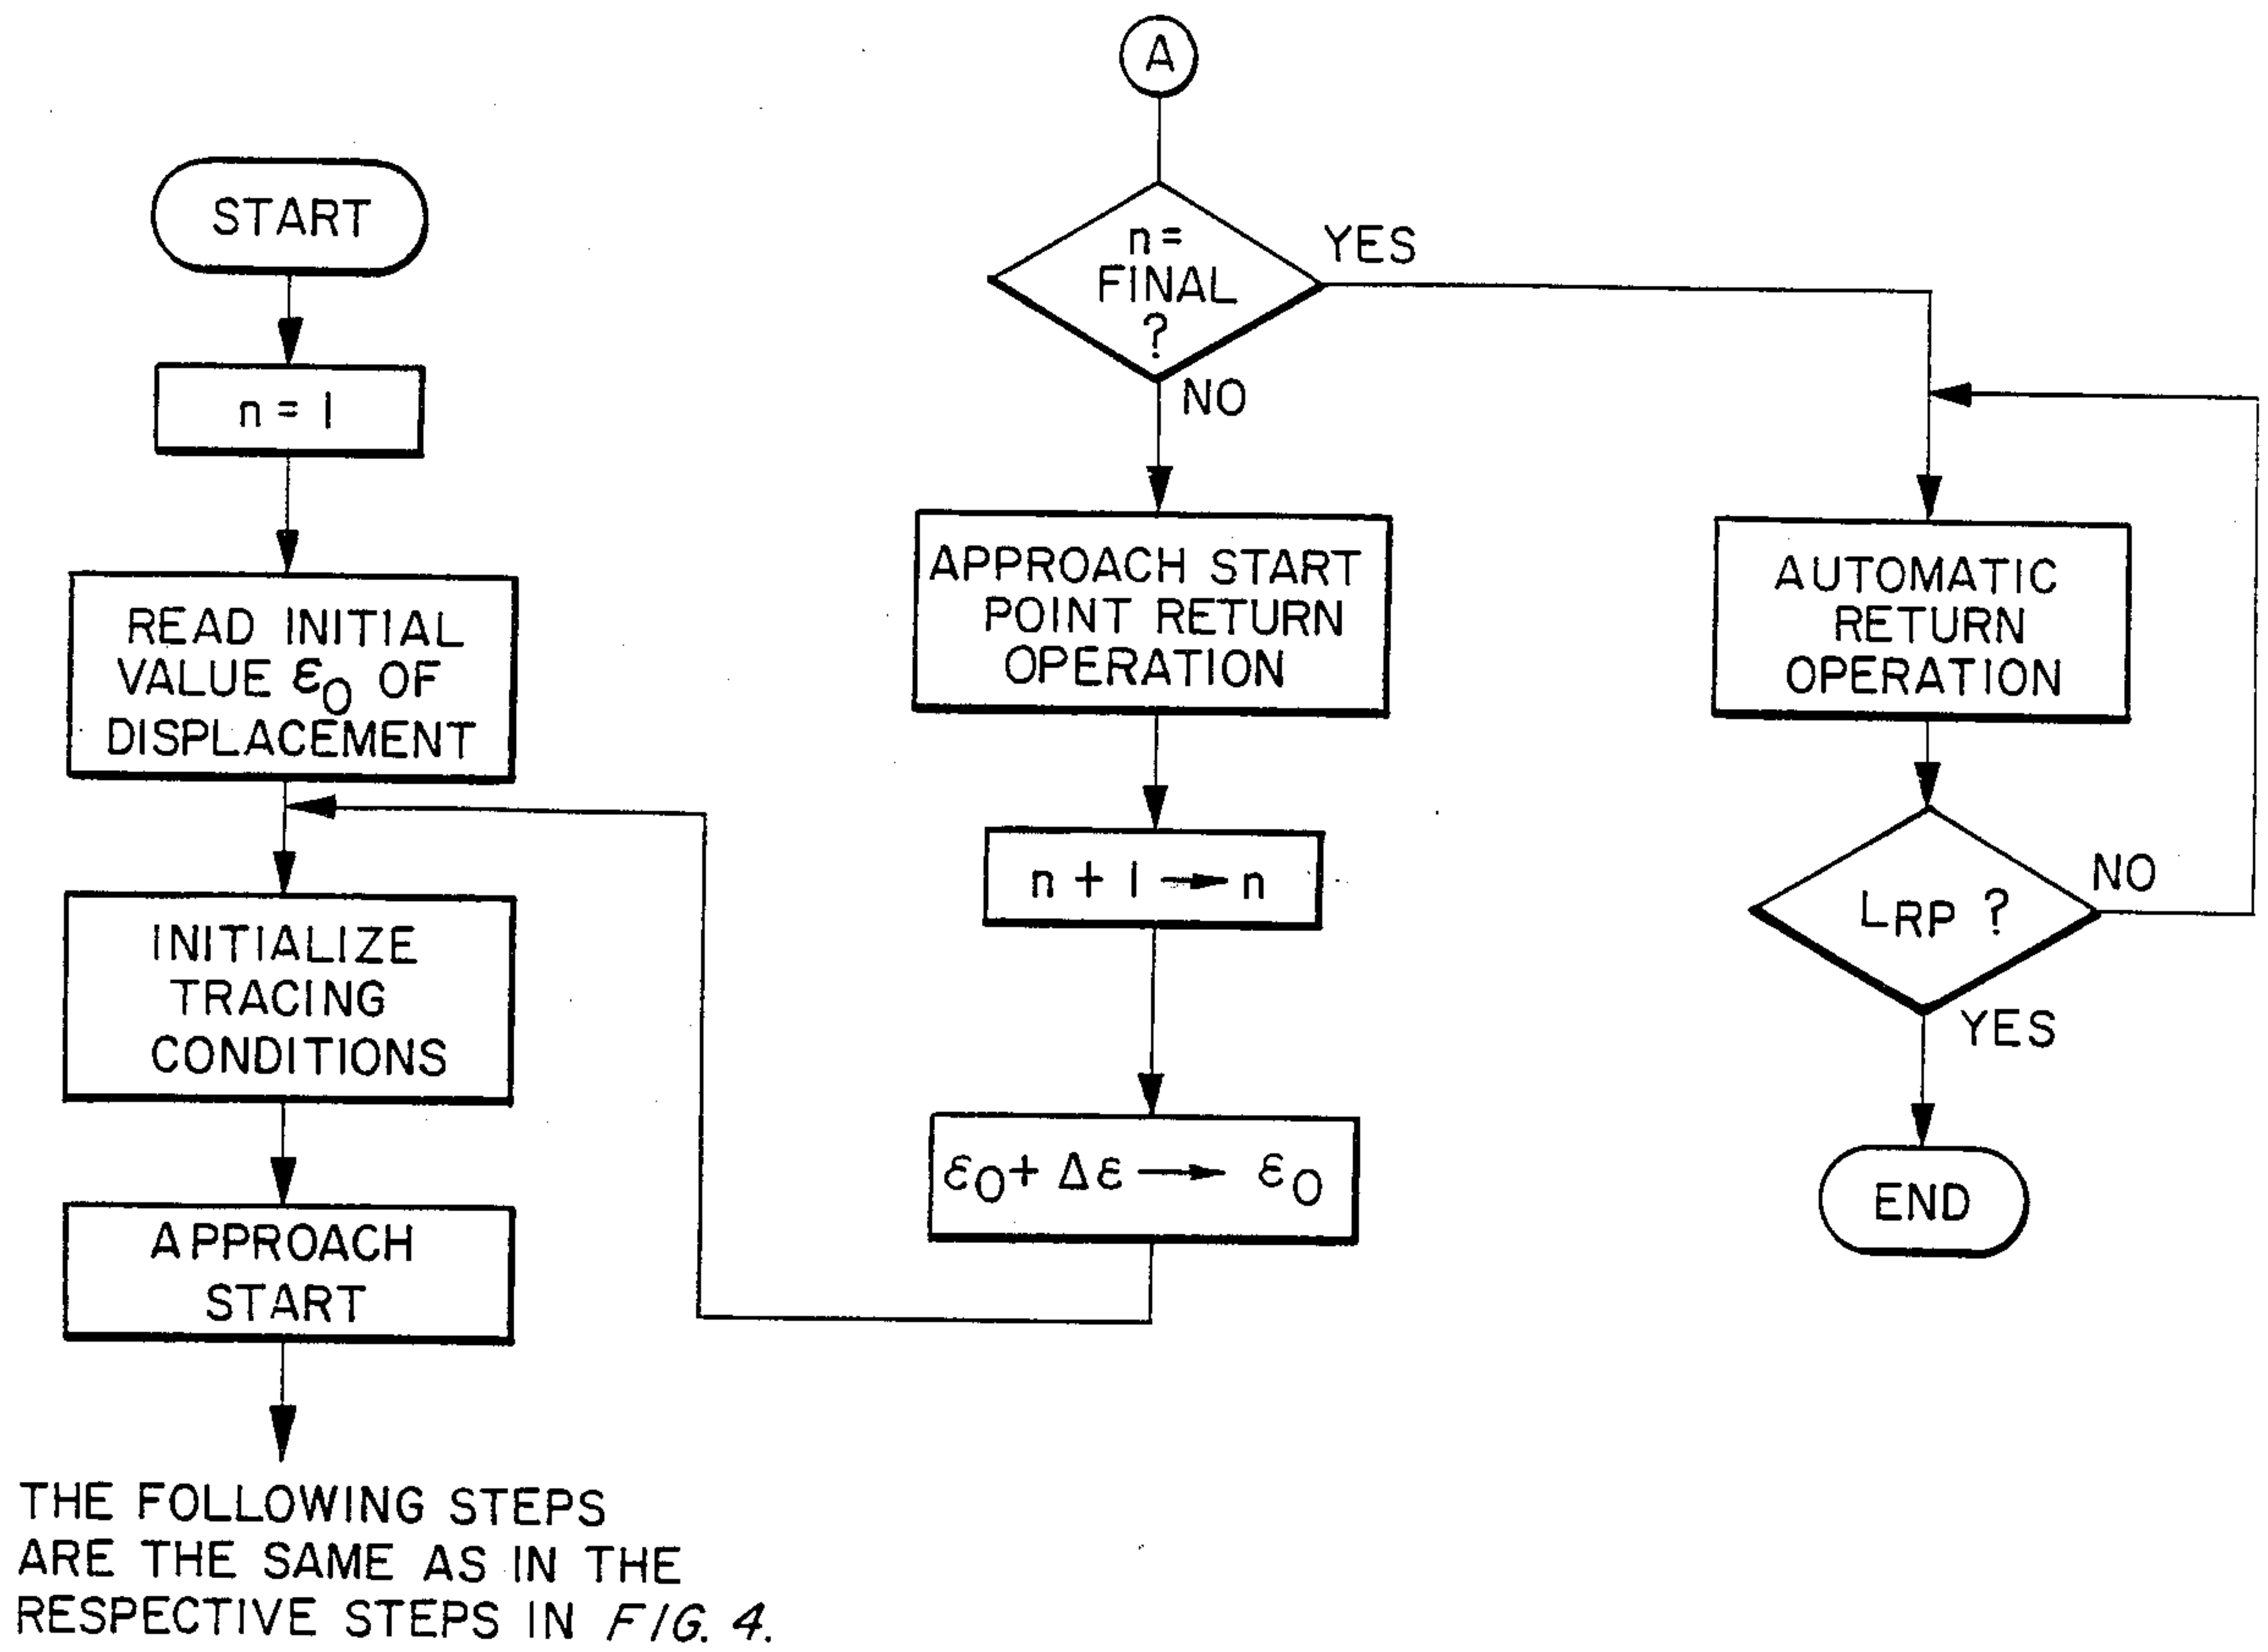 START
n = 1
READ INITIAL
VALUE ε0 OF
DISPLACEMENT
INITIALIZE
TRACING
CONDITIONS
APPROACH
START
THE FOLLOWING STEPS
ARE THE SAME AS IN THE
RESPECTIVE STEPS IN FIG. 4.
A
n =
FINAL
?
YES
NO
APPROACH START
POINT RETURN
OPERATION
n + 1 → n
ε0 + Δε → ε0
AUTOMATIC
RETURN
OPERATION
LRP ?
NO
YES
END